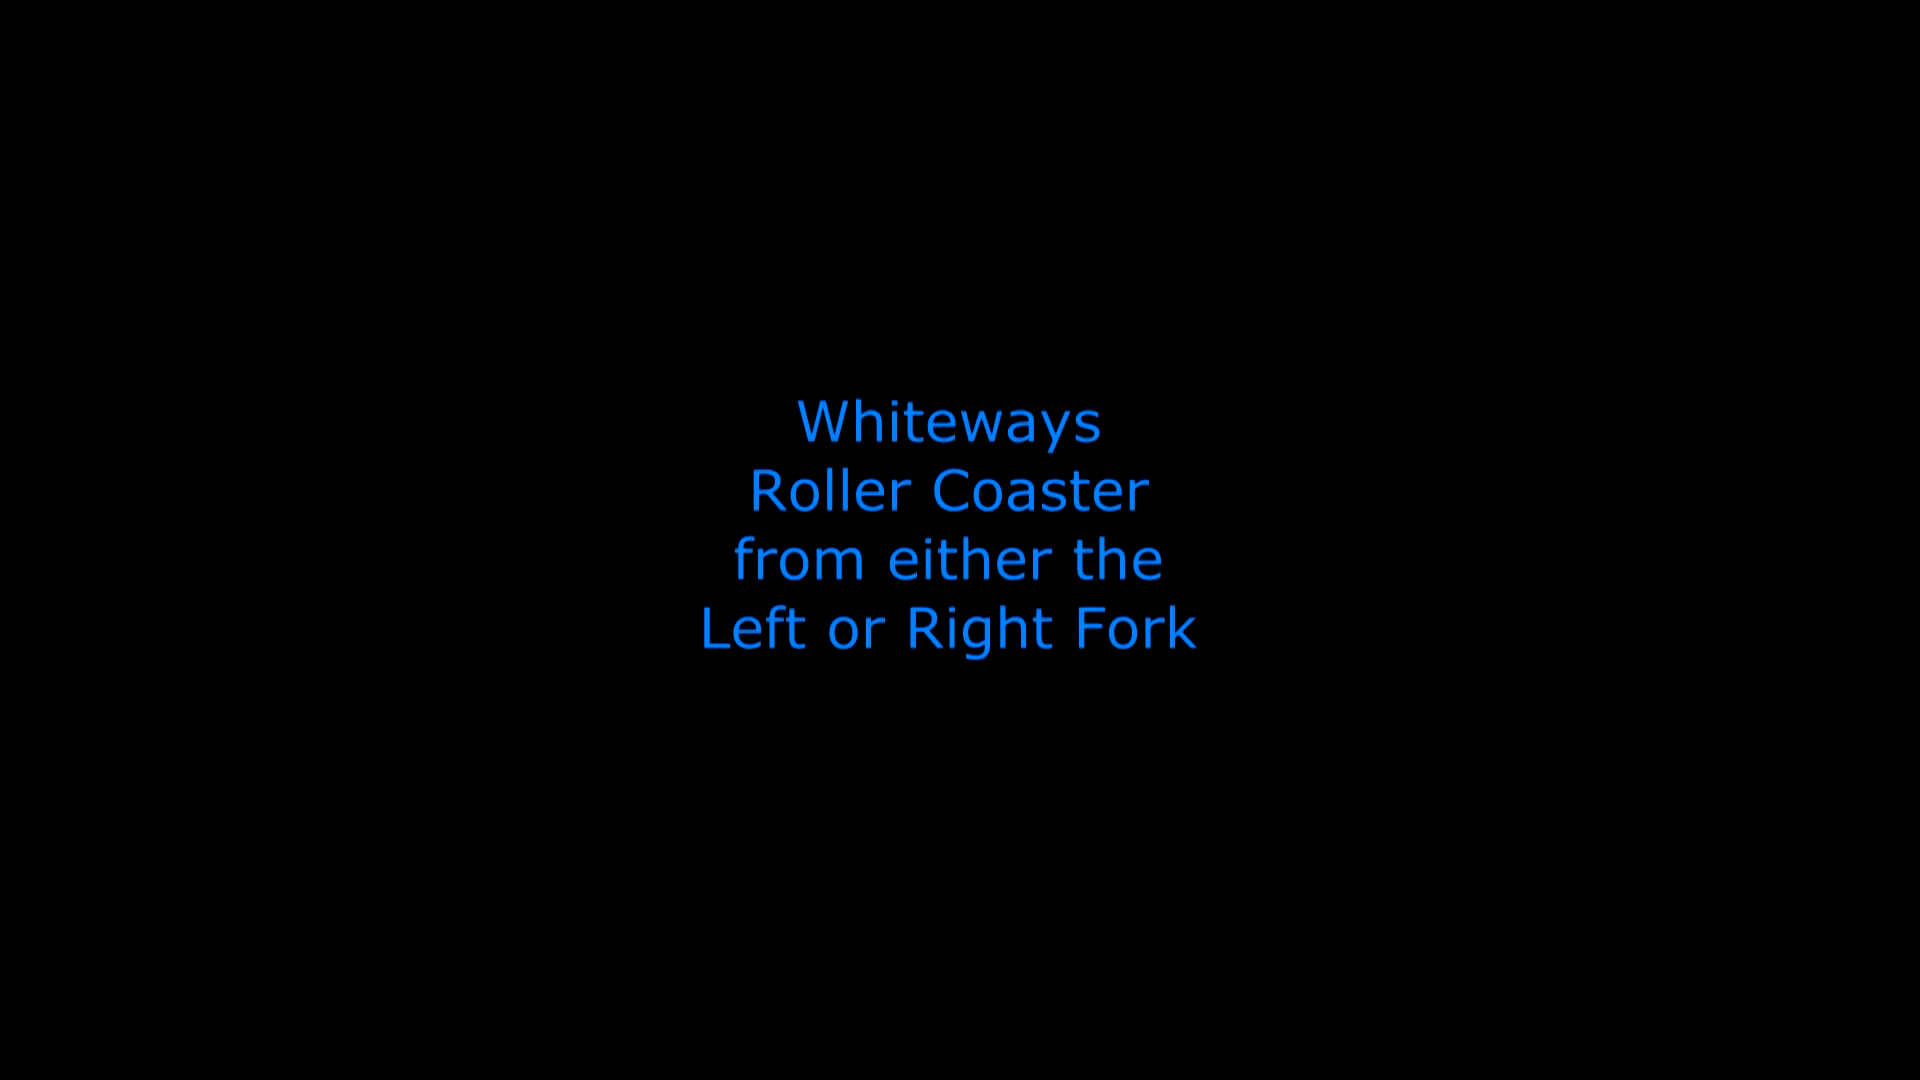 Whiteways
Roller Coaster
from either the
Left or Right Fork